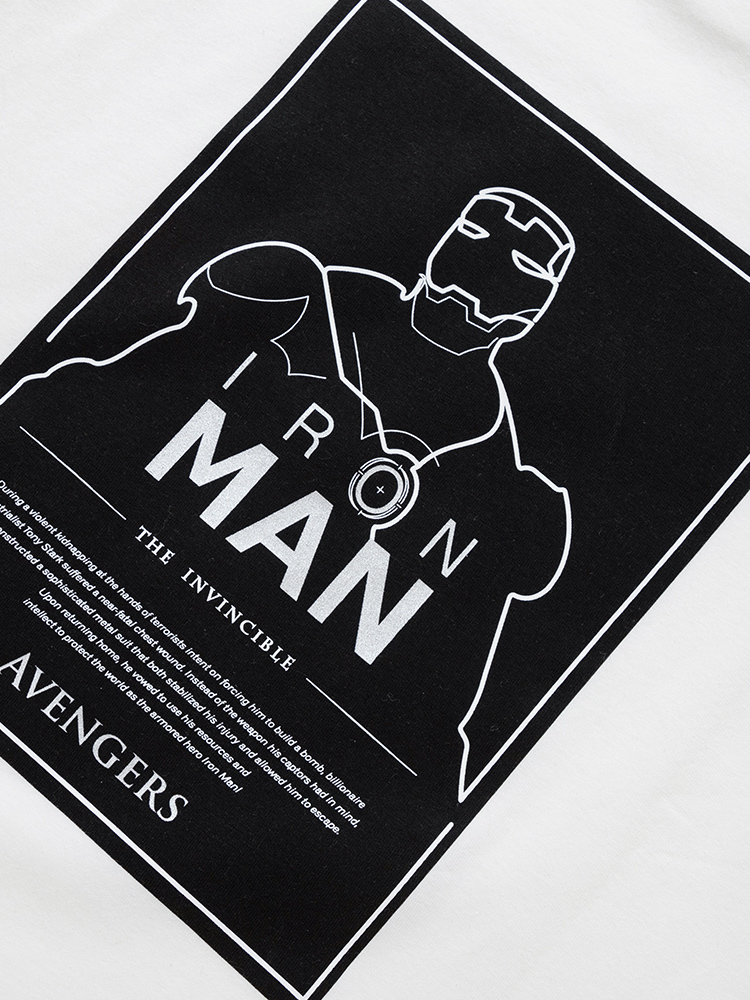 IRON
MAN
THE INVINCIBLE
During a violent kidnapping at the hands of terrorists intent on forcing him to build a bomb, billionaire
Tony Stark suffered a near-fatal chest wound. Instead of the weapon his captors had in mind,
a sophisticated metal suit that both stabilized his injury and allowed him to escape.
Upon returning home, he vowed to use his resources and
intellect to protect the world as the armored hero Iron Man!
AVENGERS